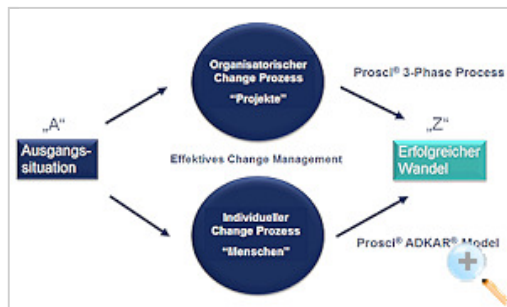 Organisatorischer
Change Prozess
"Projekte"
Prosci® 3-Phase Process
„A"
Ausgangs-
situation
Effektives Change Management
„Z"
Erfolgreicher
Wandel
Individueller
Change Prozess
"Menschen"
Prosci® ADKAR® Model